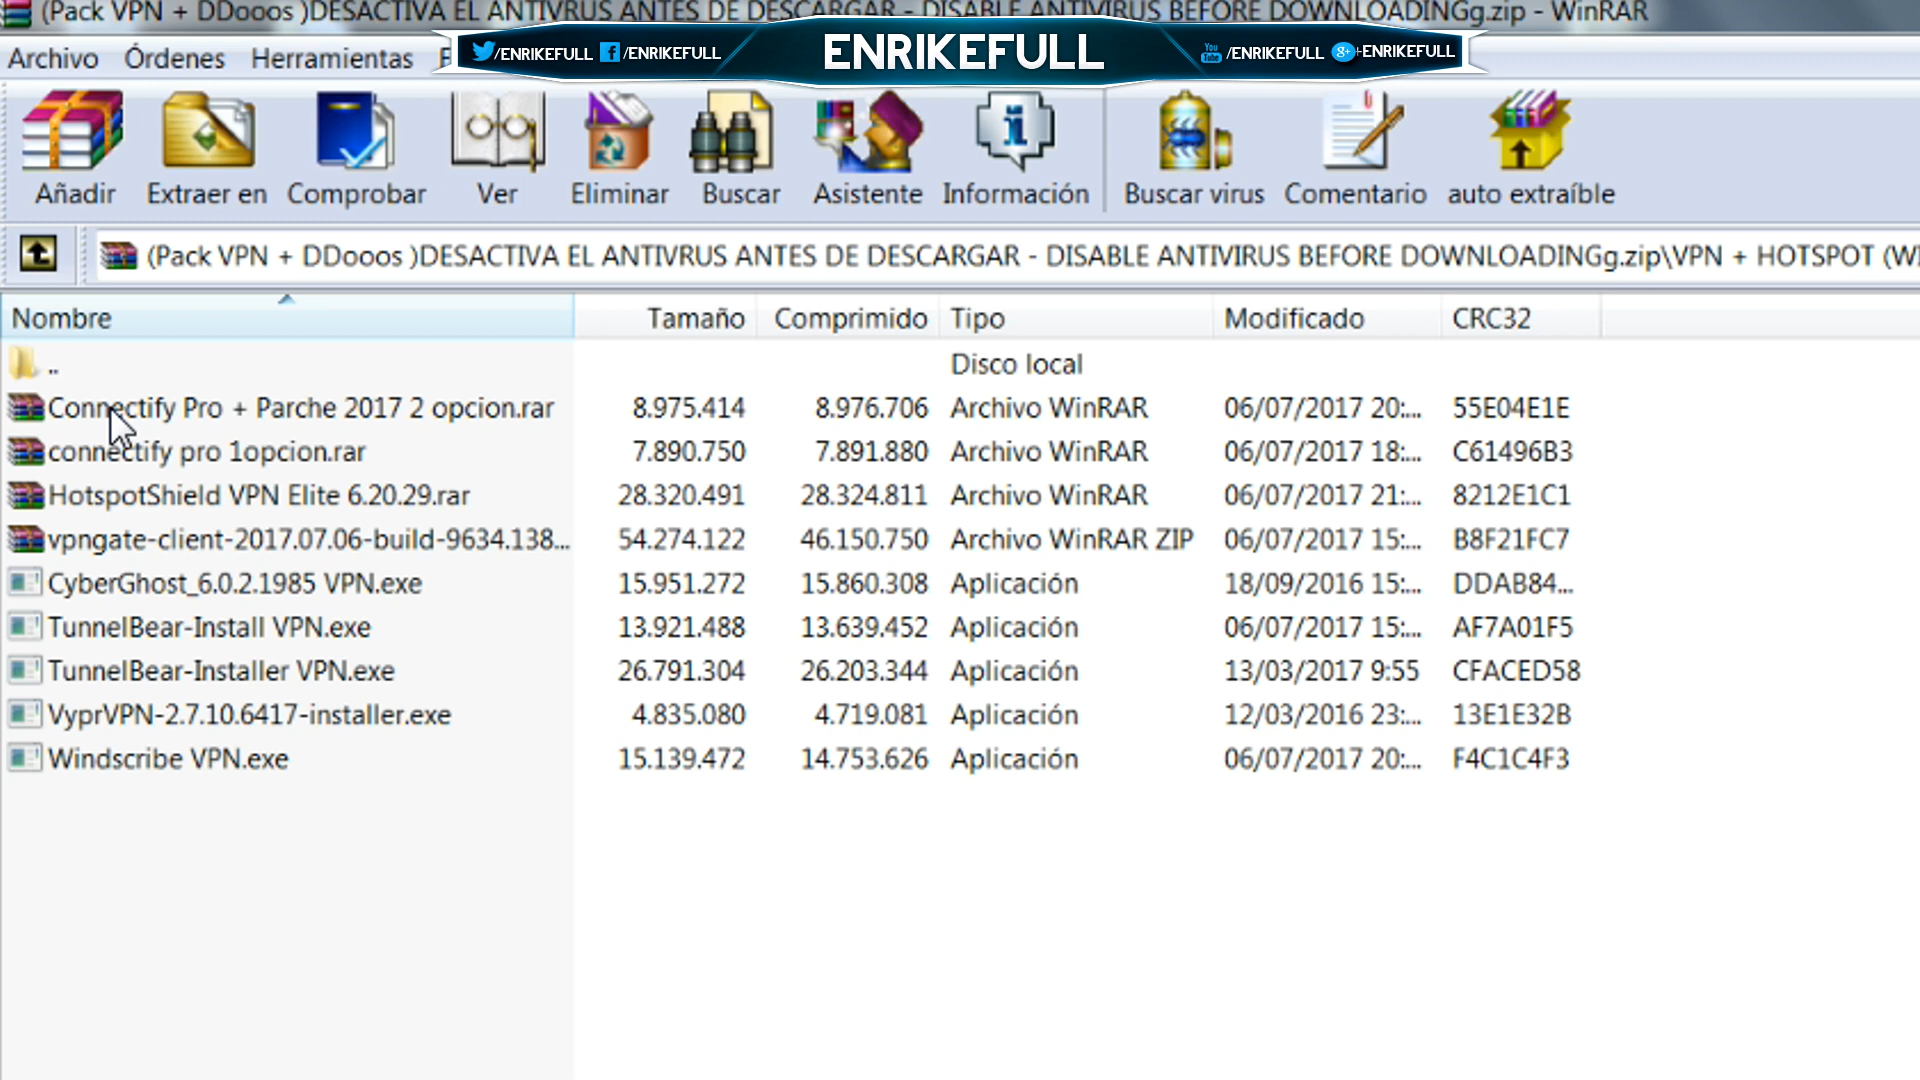 (Pack VPN + DDooos )DESACTIVA EL ANTIVRUS ANTES DE DESCARGAR - DISABLE ANTIVIRUS BEFORE DOWNLOADINGg.zip - WinRAR
Archivo Órdenes Herramientas F
/ENRIKEFULL /ENRIKEFULL ENRIKEFULL You Tube /ENRIKEFULL g+ +ENRIKEFULL
Añadir Extraer en Comprobar Ver Eliminar Buscar Asistente Información Buscar virus Comentario auto extraíble
(Pack VPN + DDooos )DESACTIVA EL ANTIVRUS ANTES DE DESCARGAR - DISABLE ANTIVIRUS BEFORE DOWNLOADINGg.zip\VPN + HOTSPOT (WI
Nombre Tamaño Comprimido Tipo Modificado CRC32
.. Disco local
Connectify Pro + Parche 2017 2 opcion.rar 8.975.414 8.976.706 Archivo WinRAR 06/07/2017 20:... 55E04E1E
connectify pro 1opcion.rar 7.890.750 7.891.880 Archivo WinRAR 06/07/2017 18:... C61496B3
HotspotShield VPN Elite 6.20.29.rar 28.320.491 28.324.811 Archivo WinRAR 06/07/2017 21:... 8212E1C1
vpngate-client-2017.07.06-build-9634.138... 54.274.122 46.150.750 Archivo WinRAR ZIP 06/07/2017 15:... B8F21FC7
CyberGhost_6.0.2.1985 VPN.exe 15.951.272 15.860.308 Aplicación 18/09/2016 15:... DDAB84...
TunnelBear-Install VPN.exe 13.921.488 13.639.452 Aplicación 06/07/2017 15:... AF7A01F5
TunnelBear-Installer VPN.exe 26.791.304 26.203.344 Aplicación 13/03/2017 9:55 CFACED58
VyprVPN-2.7.10.6417-installer.exe 4.835.080 4.719.081 Aplicación 12/03/2016 23:... 13E1E32B
Windscribe VPN.exe 15.139.472 14.753.626 Aplicación 06/07/2017 20:... F4C1C4F3